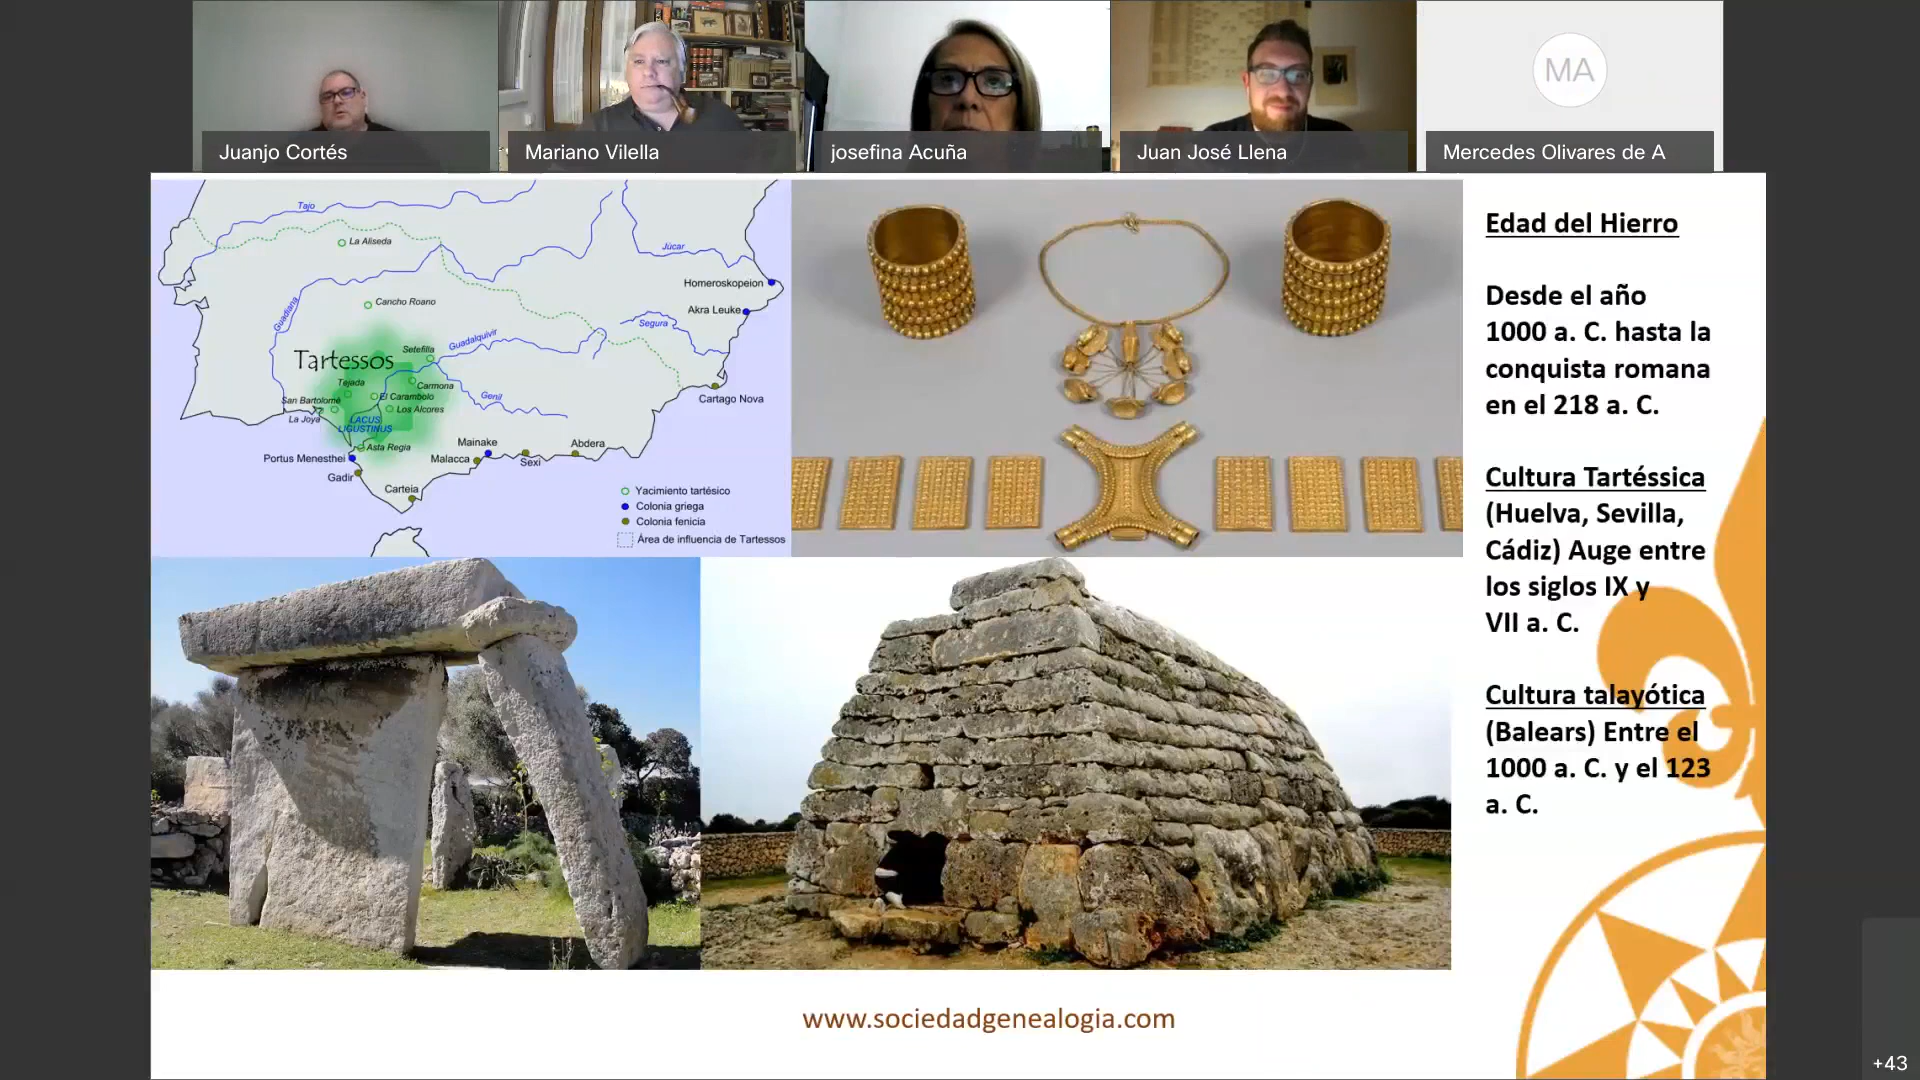 MA
Juanjo Cortés
Mariano Vilella
josefina Acuña
Juan José Llena
Mercedes Olivares de A
Tajo
La Aliseda
Júcar
Homeroskopeion
Guadiana
Cancho Roano
Akra Leuke
Segura
Guadalquivir
Setefilla
Tartessos
Tejada
Carmona
Cartago Nova
San Bartolomé
El Carambolo
Genil
La Joya
Los Alcores
LACUS
LIGUSTINUS
Asta Regia
Mainake
Abdera
Portus Menesthei
Malacca
Sexi
Gadir
Carteia
Yacimiento tartésico
Colonia griega
Colonia fenicia
Área de influencia de Tartessos
Edad del Hierro
Desde el año
1000 a. C. hasta la
conquista romana
en el 218 a. C.
Cultura Tartéssica
(Huelva, Sevilla,
Cádiz) Auge entre
los siglos IX y
VII a. C.
Cultura talayótica
(Balears) Entre el
1000 a. C. y el 123
a. C.
www.sociedadgenealogia.com
+43